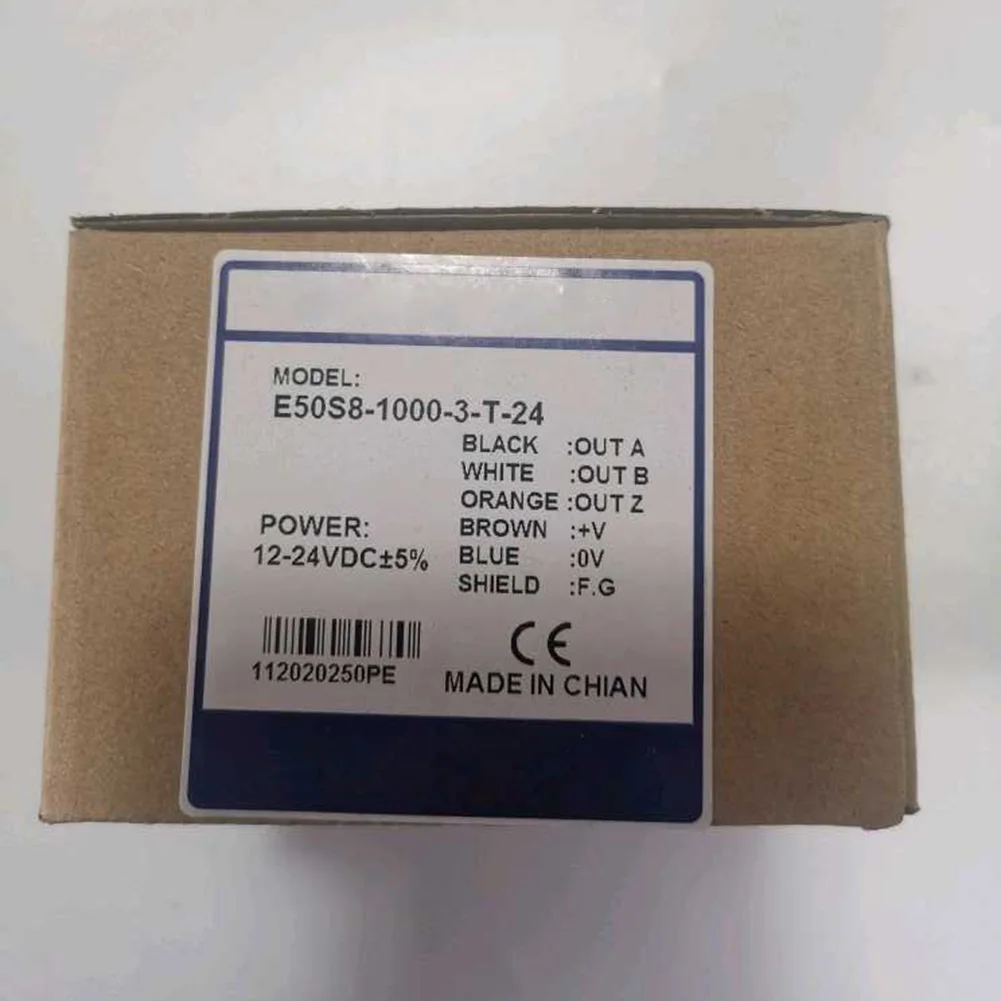 MODEL:
E50S8-1000-3-T-24
BLACK :OUT A
WHITE :OUT B
ORANGE :OUT Z
POWER: BROWN :+V
12-24VDC±5% BLUE :0V
SHIELD :F.G
CE
112020250PE MADE IN CHIAN